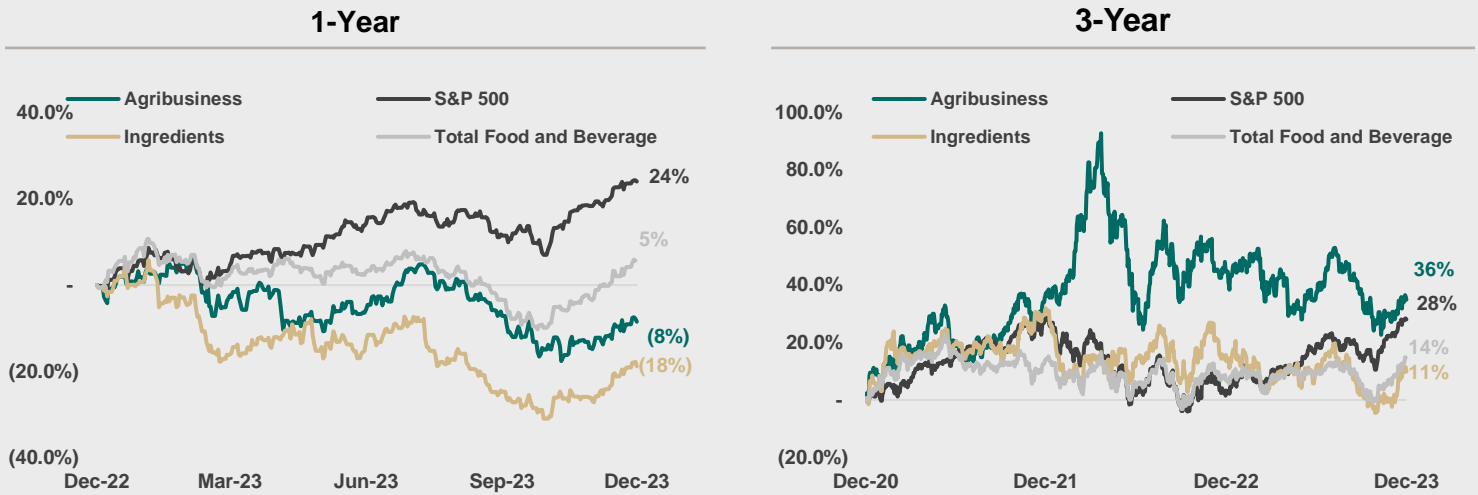 1-Year
Agribusiness
S&P 500
Ingredients
Total Food and Beverage
40.0%
20.0%
-
(20.0%)
(40.0%)
24%
5%
(8%)
(18%)
Dec-22 Mar-23 Jun-23 Sep-23 Dec-23
3-Year
Agribusiness
S&P 500
Ingredients
Total Food and Beverage
100.0%
80.0%
60.0%
40.0%
20.0%
-
(20.0%)
36%
28%
14%
11%
Dec-20 Dec-21 Dec-22 Dec-23